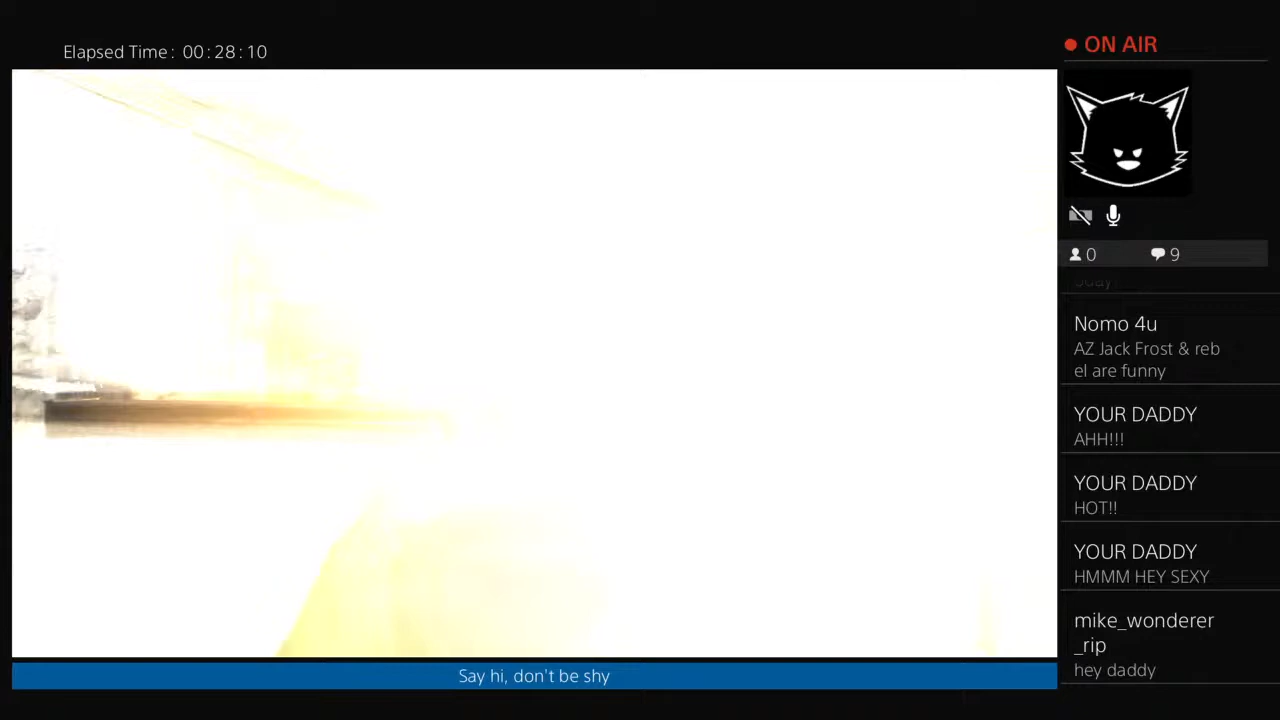 Elapsed Time: 00:28:10
ON AIR
0
9
Nomo 4u
AZ Jack Frost & reb
el are funny
YOUR DADDY
AHH!!!
YOUR DADDY
HOT!!
YOUR DADDY
HMMM HEY SEXY
mike_wonderer
_rip
hey daddy
Say hi, don't be shy